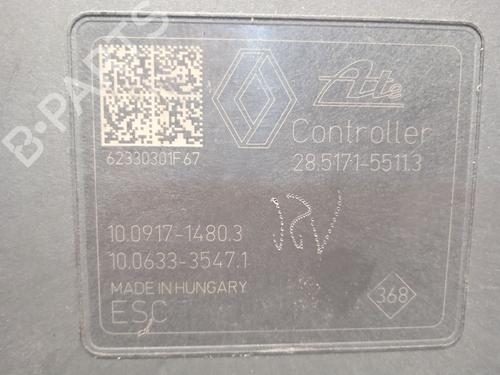 Ate
Controller
62330301F67
28.5171-5511.3
10.0917-1480.3
10.0633-3547.1
MADE IN HUNGARY
368
ESC
B-PARTS